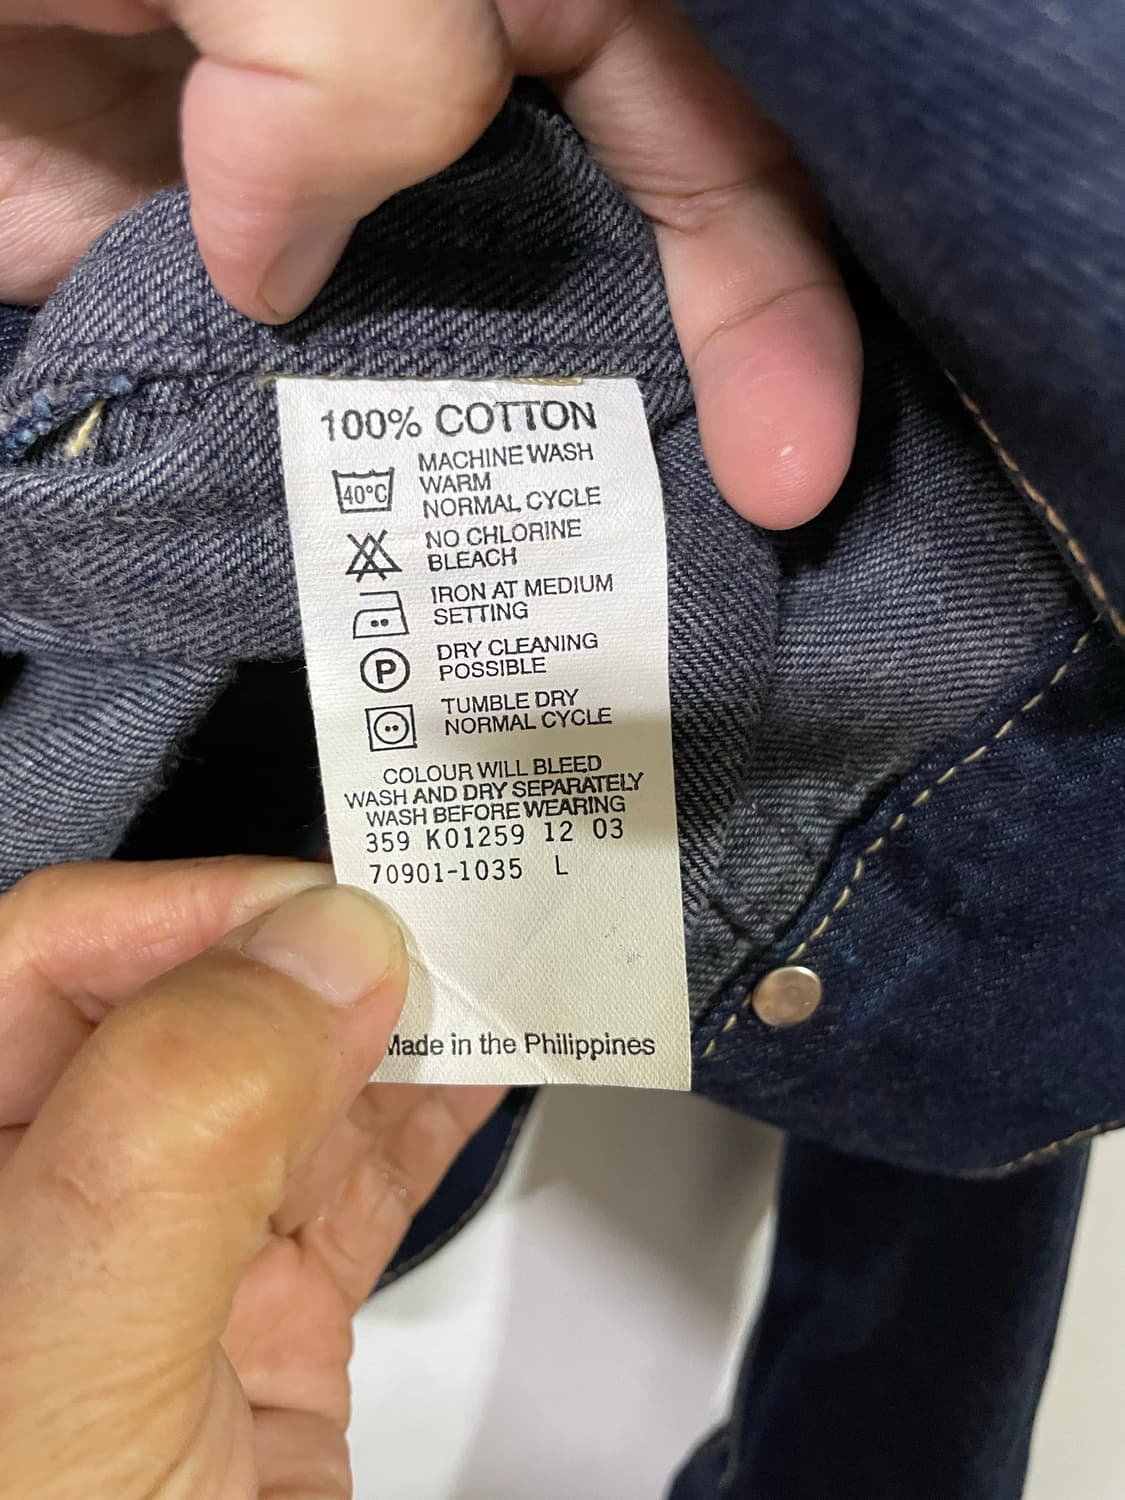 100% COTTON
40°C
MACHINE WASH
WARM
NORMAL CYCLE
NO CHLORINE
BLEACH
IRON AT MEDIUM
SETTING
P
DRY CLEANING
POSSIBLE
TUMBLE DRY
NORMAL CYCLE
COLOUR WILL BLEED
WASH AND DRY SEPARATELY
WASH BEFORE WEARING
359 K01259 12 03
70901-1035 L
Made in the Philippines